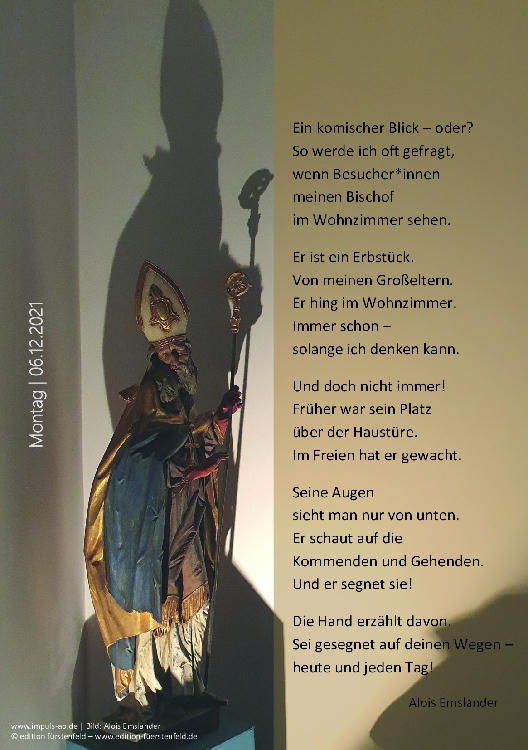 Montag | 06.12.2021
Ein komischer Blick – oder?
So werde ich oft gefragt,
wenn Besucher*innen
meinen Bischof
im Wohnzimmer sehen.
Er ist ein Erbstück.
Von meinen Großeltern.
Er hing im Wohnzimmer.
Immer schon –
solange ich denken kann.
Und doch nicht immer!
Früher war sein Platz
über der Haustüre.
Im Freien hat er gewacht.
Seine Augen
sieht man nur von unten.
Er schaut auf die
Kommenden und Gehenden.
Und er segnet sie!
Die Hand erzählt davon.
Sei gesegnet auf deinen Wegen –
heute und jeden Tag!
Alois Emslander
www.impuls-ab.de | Bild: Alois Emslander
© edition fürstenfeld – www.edition-fuerstenfeld.de